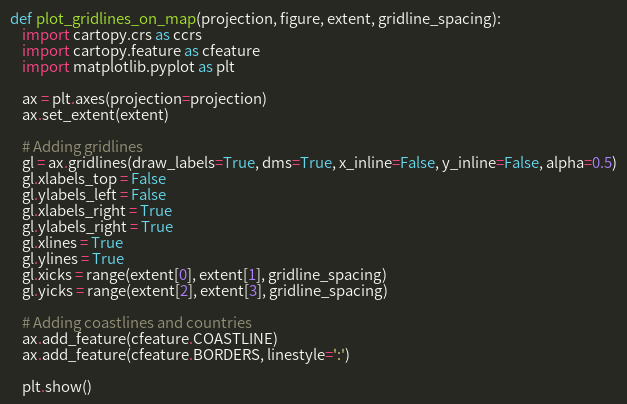 def plot_gridlines_on_map(projection, figure, extent, gridline_spacing):
import cartopy.crs as ccrs
import cartopy.feature as cfeature
import matplotlib.pyplot as plt
ax = plt.axes(projection=projection)
ax.set_extent(extent)
# Adding gridlines
gl = ax.gridlines(draw_labels=True, dms=True, x_inline=False, y_inline=False, alpha=0.5)
gl.xlabels_top = False
gl.ylabels_left = False
gl.xlabels_right = True
gl.ylabels_right = True
gl.xlines = True
gl.ylines = True
gl.xicks = range(extent[0], extent[1], gridline_spacing)
gl.yicks = range(extent[2], extent[3], gridline_spacing)
# Adding coastlines and countries
ax.add_feature(cfeature.COASTLINE)
ax.add_feature(cfeature.BORDERS, linestyle=':')
plt.show()